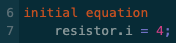 6 initial equation
7     resistor.i = 4;